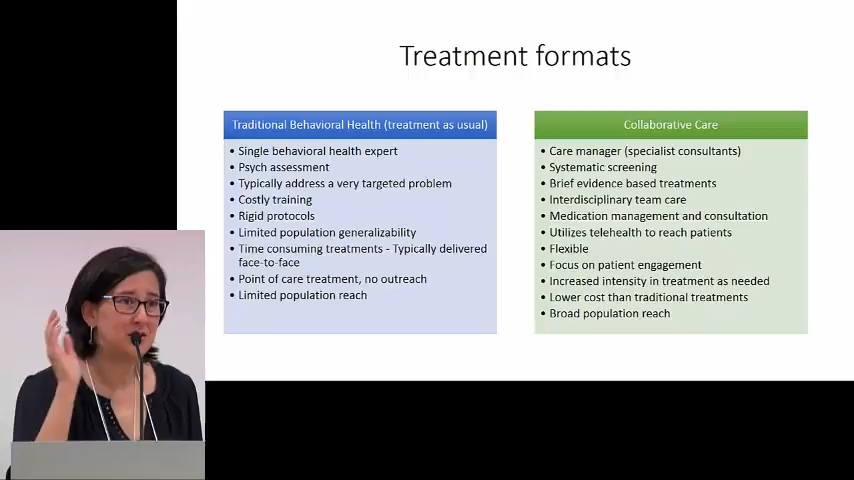 Treatment formats
Traditional Behavioral Health (treatment as usual)
• Single behavioral health expert
• Psych assessment
• Typically address a very targeted problem
• Costly training
• Rigid protocols
• Limited population generalizability
• Time consuming treatments - Typically delivered
face-to-face
• Point of care treatment, no outreach
• Limited population reach
Collaborative Care
• Care manager (specialist consultants)
• Systematic screening
• Brief evidence based treatments
• Interdisciplinary team care
• Medication management and consultation
• Utilizes telehealth to reach patients
• Flexible
• Focus on patient engagement
• Increased intensity in treatment as needed
• Lower cost than traditional treatments
• Broad population reach